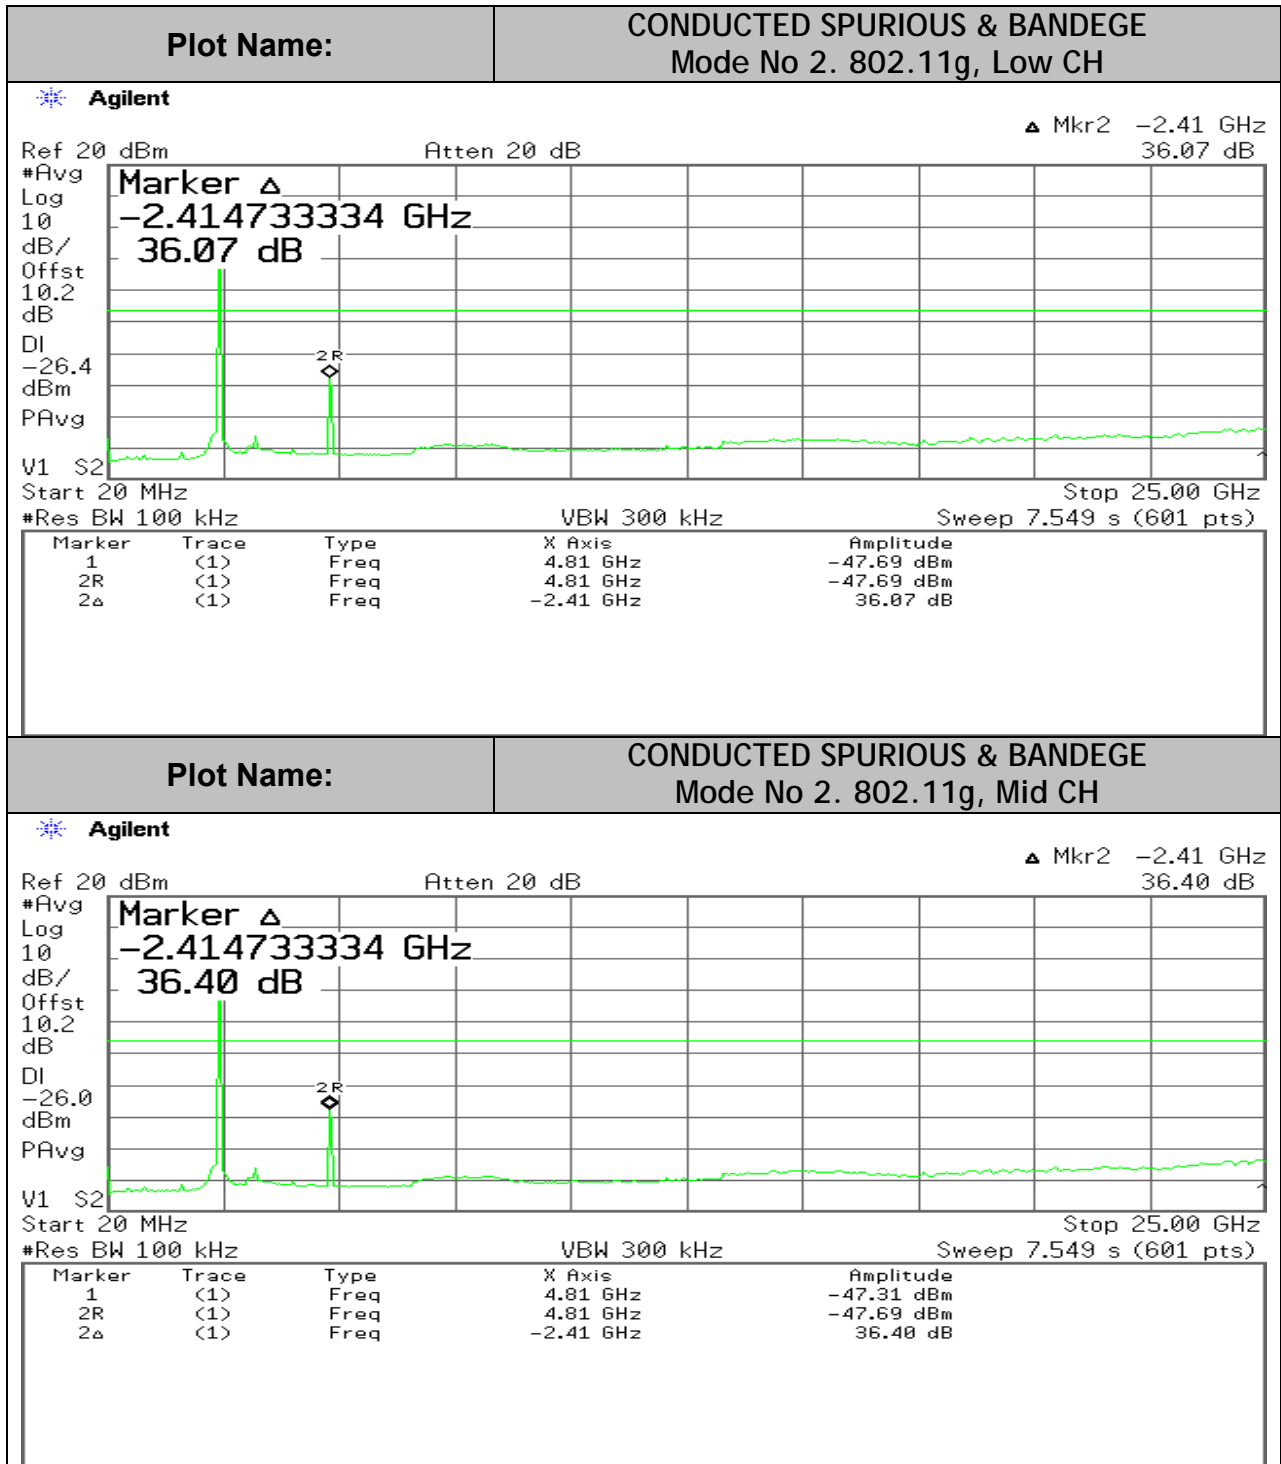 Plot Name:
CONDUCTED SPURIOUS & BANDEGE
Mode No 2. 802.11g, Low CH
Agilent
Δ Mkr2 -2.41 GHz
Ref 20 dBm Atten 20 dB 36.07 dB
#Avg
Log
10
dB/
Offst
10.2
dB
DI
-26.4
dBm
PAvg
V1 S2
Marker Δ
-2.414733334 GHz
36.07 dB
2R
Start 20 MHz Stop 25.00 GHz
#Res BW 100 kHz VBW 300 kHz Sweep 7.549 s (601 pts)
Marker Trace Type X Axis Amplitude
1 (1) Freq 4.81 GHz -47.69 dBm
2R (1) Freq 4.81 GHz -47.69 dBm
2Δ (1) Freq -2.41 GHz 36.07 dB
Plot Name:
CONDUCTED SPURIOUS & BANDEGE
Mode No 2. 802.11g, Mid CH
Agilent
Δ Mkr2 -2.41 GHz
Ref 20 dBm Atten 20 dB 36.40 dB
#Avg
Log
10
dB/
Offst
10.2
dB
DI
-26.0
dBm
PAvg
V1 S2
Marker Δ
-2.414733334 GHz
36.40 dB
2R
Start 20 MHz Stop 25.00 GHz
#Res BW 100 kHz VBW 300 kHz Sweep 7.549 s (601 pts)
Marker Trace Type X Axis Amplitude
1 (1) Freq 4.81 GHz -47.31 dBm
2R (1) Freq 4.81 GHz -47.69 dBm
2Δ (1) Freq -2.41 GHz 36.40 dB